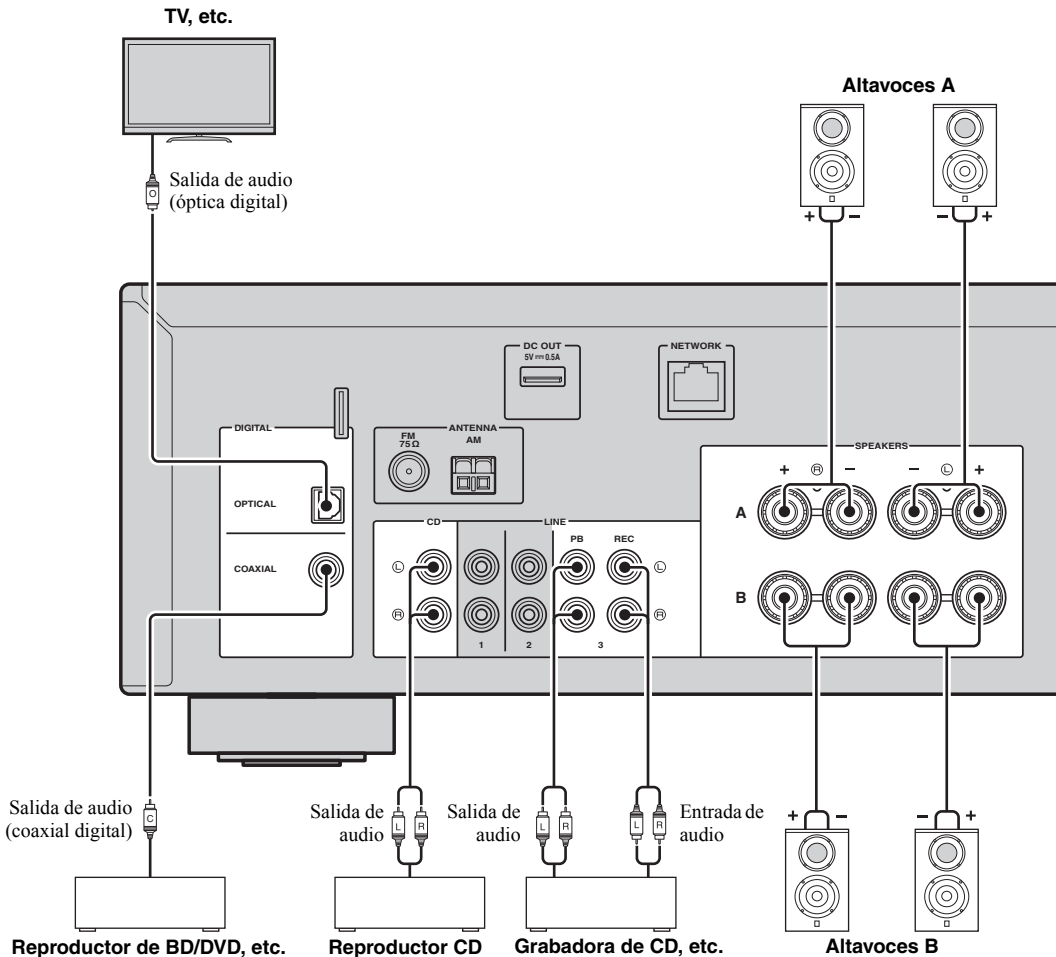 TV, etc.
Altavoces A
Salida de audio
(óptica digital)
O
+ − − +
DC OUT
5V 0.5A
NETWORK
DIGITAL
ANTENNA
FM
75 Ω
AM
SPEAKERS
+ R − − L +
OPTICAL
A
CD
LINE
PB
REC
COAXIAL
L
L
B
R
R
1
2
3
Salida de audio
(coaxial digital)
C
Salida de
audio
L R
Salida de
audio
L R
L R
Entrada de
audio
+ − − +
Reproductor de BD/DVD, etc.
Reproductor CD
Grabadora de CD, etc.
Altavoces B